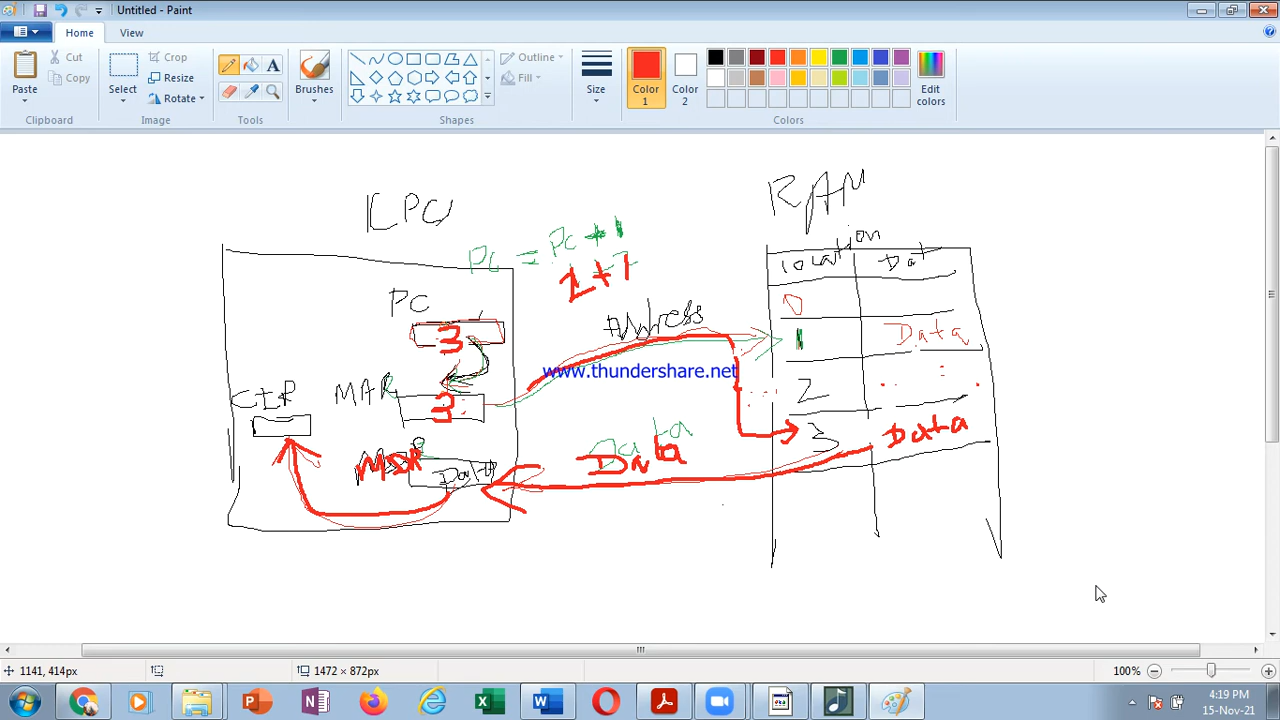 Untitled - Paint
Home View
Cut
Copy
Paste
Clipboard
Select
Crop
Resize
Rotate
Image
Tools
Brushes
Outline
Fill
Shapes
Size
Color 1
Color 2
Edit colors
Colors
CPU
RAM
PC = PC + 1
2+1
location Dat
PC
3
0
Address
1 Data
www.thundershare.net
MAR
3
2
CIR
3 Data
Data
Data
MDR
Data
1141, 414px
1472 × 872px
100%
4:19 PM
15-Nov-21